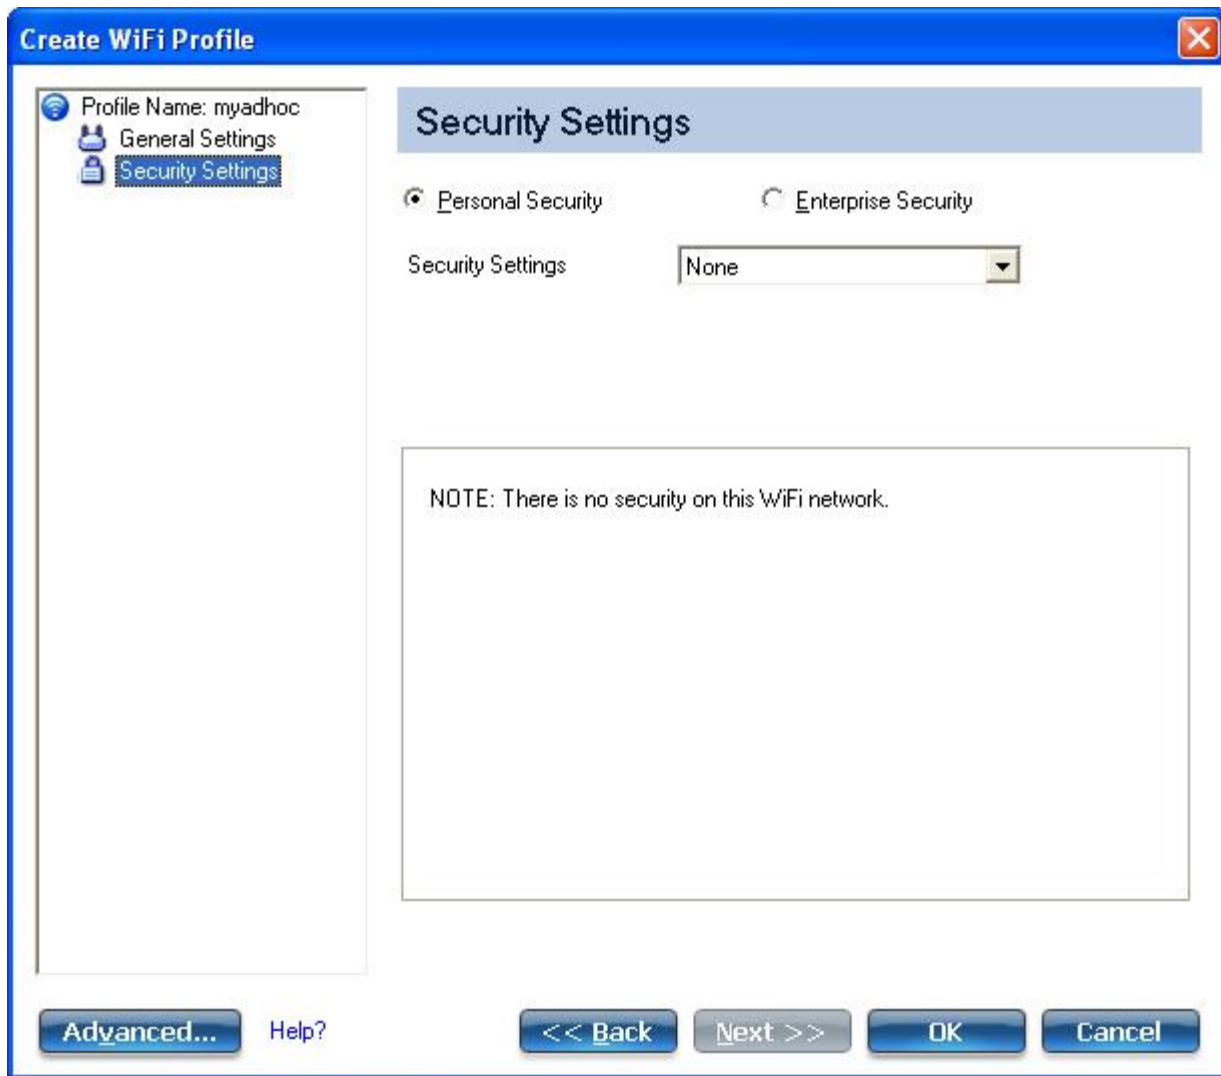 Create WiFi Profile
Profile Name: myadhoc
General Settings
Security Settings
Security Settings
Personal Security
Enterprise Security
Security Settings
None
NOTE: There is no security on this WiFi network.
Advanced...
Help?
<< Back
Next >>
OK
Cancel